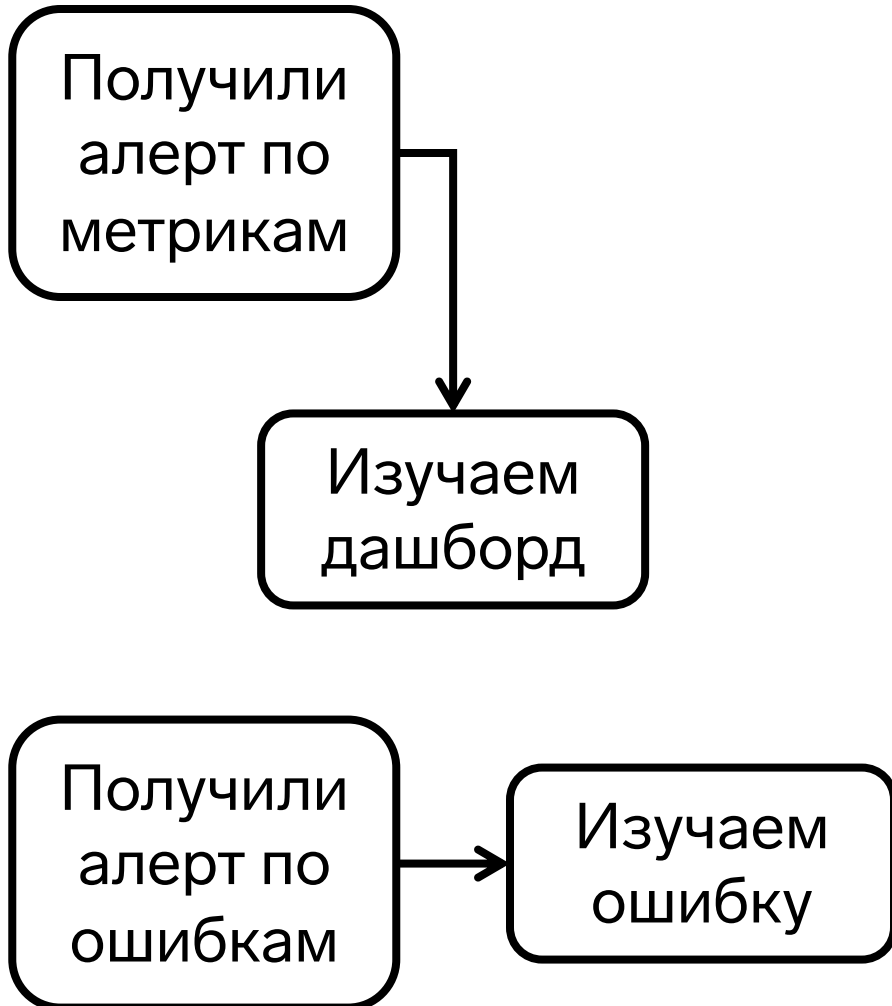 Получили
алерт по
метрикам
Изучаем
дашборд
Получили
алерт по
ошибкам
Изучаем
ошибку